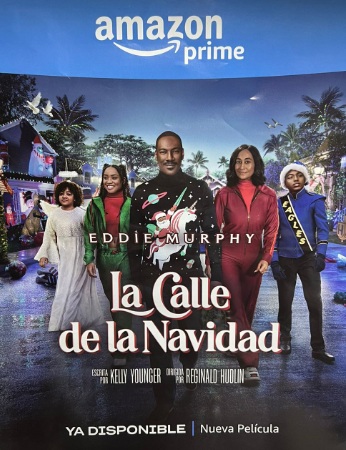 amazon
prime
STOVES
EDDIE MURPHY
La Calle
de la Navidad
ESCRITA POR KELLY YOUNGER DIRIGIDA POR REGINALD HUDLIN
YA DISPONIBLE | Nueva Película